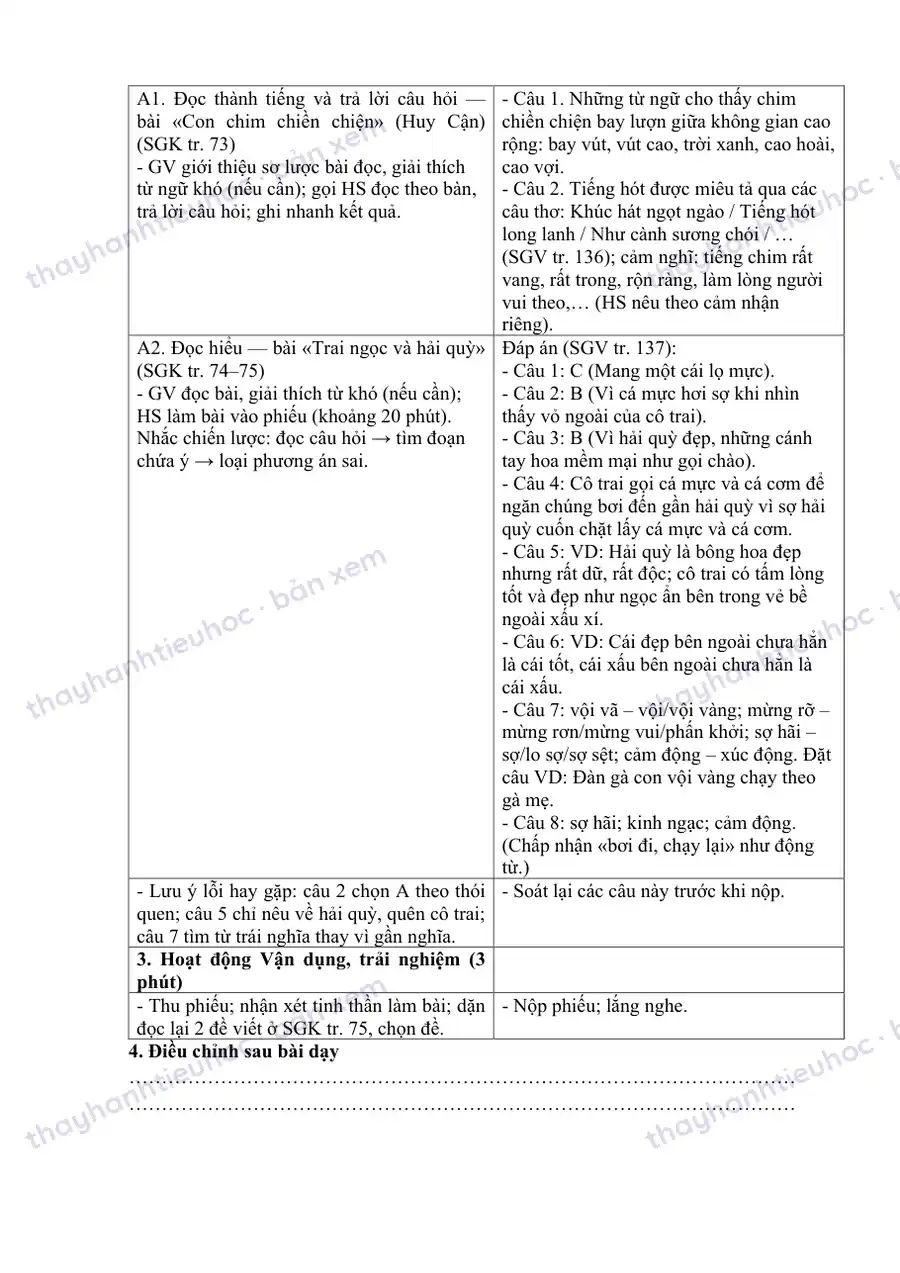 A1. Đọc thành tiếng và trả lời câu hỏi —
bài «Con chim chiền chiện» (Huy Cận)
(SGK tr. 73)
- GV giới thiệu sơ lược bài đọc, giải thích
từ ngữ khó (nếu cần); gọi HS đọc theo bàn,
trả lời câu hỏi; ghi nhanh kết quả.
- Câu 1. Những từ ngữ cho thấy chim
chiền chiện bay lượn giữa không gian cao
rộng: bay vút, vút cao, trời xanh, cao hoài,
cao vợi.
- Câu 2. Tiếng hót được miêu tả qua các
câu thơ: Khúc hát ngọt ngào / Tiếng hót
long lanh / Như cành sương chói / …
(SGV tr. 136); cảm nghĩ: tiếng chim rất
vang, rất trong, rộn ràng, làm lòng người
vui theo,… (HS nêu theo cảm nhận
riêng).
A2. Đọc hiểu — bài «Trai ngọc và hải quỳ»
(SGK tr. 74–75)
- GV đọc bài, giải thích từ khó (nếu cần);
HS làm bài vào phiếu (khoảng 20 phút).
Nhắc chiến lược: đọc câu hỏi → tìm đoạn
chứa ý → loại phương án sai.
Đáp án (SGV tr. 137):
- Câu 1: C (Mang một cái lọ mực).
- Câu 2: B (Vì cá mực hơi sợ khi nhìn
thấy vỏ ngoài của cô trai).
- Câu 3: B (Vì hải quỳ đẹp, những cánh
tay hoa mềm mại như gọi chào).
- Câu 4: Cô trai gọi cá mực và cá cơm để
ngăn chúng bơi đến gần hải quỳ vì sợ hải
quỳ cuốn chặt lấy cá mực và cá cơm.
- Câu 5: VD: Hải quỳ là bông hoa đẹp
nhưng rất dữ, rất độc; cô trai có tấm lòng
tốt và đẹp như ngọc ẩn bên trong vẻ bề
ngoài xấu xí.
- Câu 6: VD: Cái đẹp bên ngoài chưa hẳn
là cái tốt, cái xấu bên ngoài chưa hẳn là
cái xấu.
- Câu 7: vội vã – vội/vội vàng; mừng rỡ –
mừng rơn/mừng vui/phấn khởi; sợ hãi –
sợ/lo sợ/sợ sệt; cảm động – xúc động. Đặt
câu VD: Đàn gà con vội vàng chạy theo
gà mẹ.
- Câu 8: sợ hãi; kinh ngạc; cảm động.
(Chấp nhận «bơi đi, chạy lại» như động
từ.)
- Lưu ý lỗi hay gặp: câu 2 chọn A theo thói
quen; câu 5 chỉ nêu về hải quỳ, quên cô trai;
câu 7 tìm từ trái nghĩa thay vì gần nghĩa.
- Soát lại các câu này trước khi nộp.
3. Hoạt động Vận dụng, trải nghiệm (3
phút)
- Thu phiếu; nhận xét tinh thần làm bài; dặn
đọc lại 2 đề viết ở SGK tr. 75, chọn đề.
- Nộp phiếu; lắng nghe.
4. Điều chỉnh sau bài dạy
thayhanhtieuhoc · bản xem
thayhanhtieuhoc · b
thayhanhtieuhoc · bản xem
thayhanhtieuhoc · b
thayhanhtieuhoc · bản xem
thayhanhtieuhoc · b